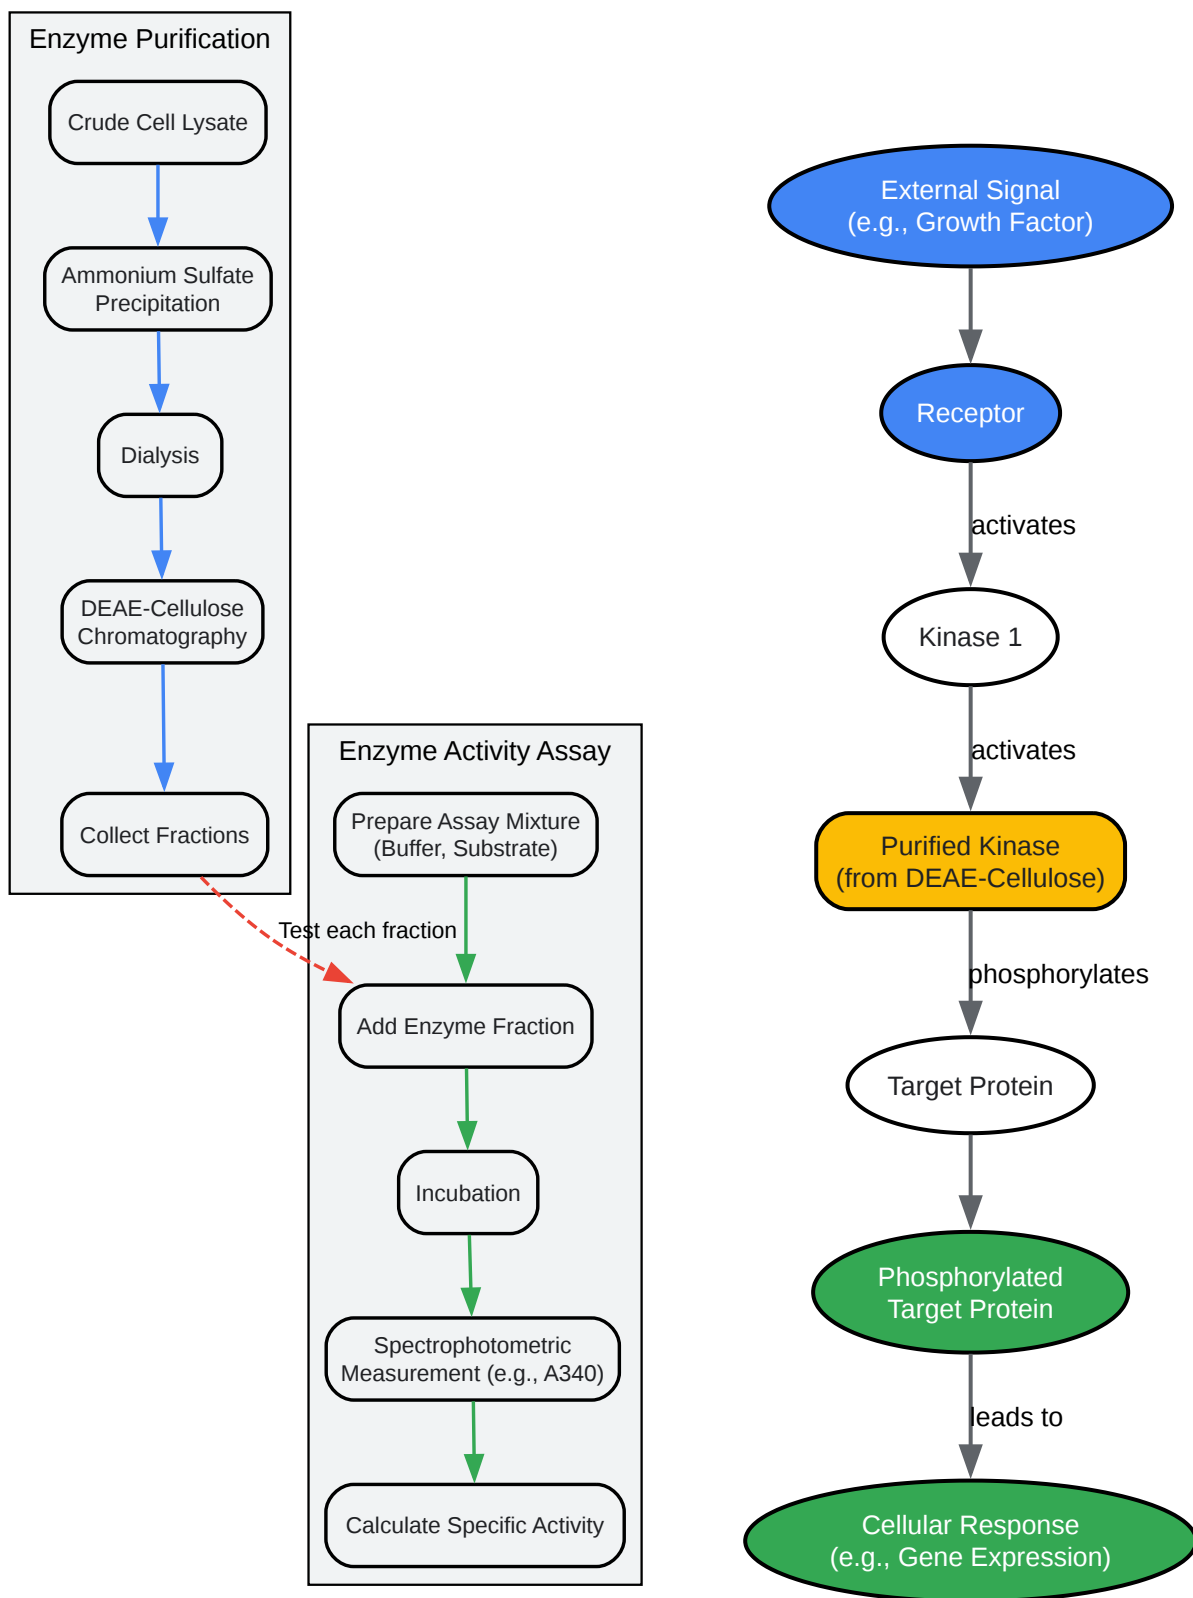 Enzyme Purification
Crude Cell Lysate
Ammonium Sulfate
Precipitation
Dialysis
DEAE-Cellulose
Chromatography
Collect Fractions
Test each fraction
Enzyme Activity Assay
Prepare Assay Mixture
(Buffer, Substrate)
Add Enzyme Fraction
Incubation
Spectrophotometric
Measurement (e.g., A340)
Calculate Specific Activity
External Signal
(e.g., Growth Factor)
Receptor
activates
Kinase 1
activates
Purified Kinase
(from DEAE-Cellulose)
phosphorylates
Target Protein
Phosphorylated
Target Protein
leads to
Cellular Response
(e.g., Gene Expression)